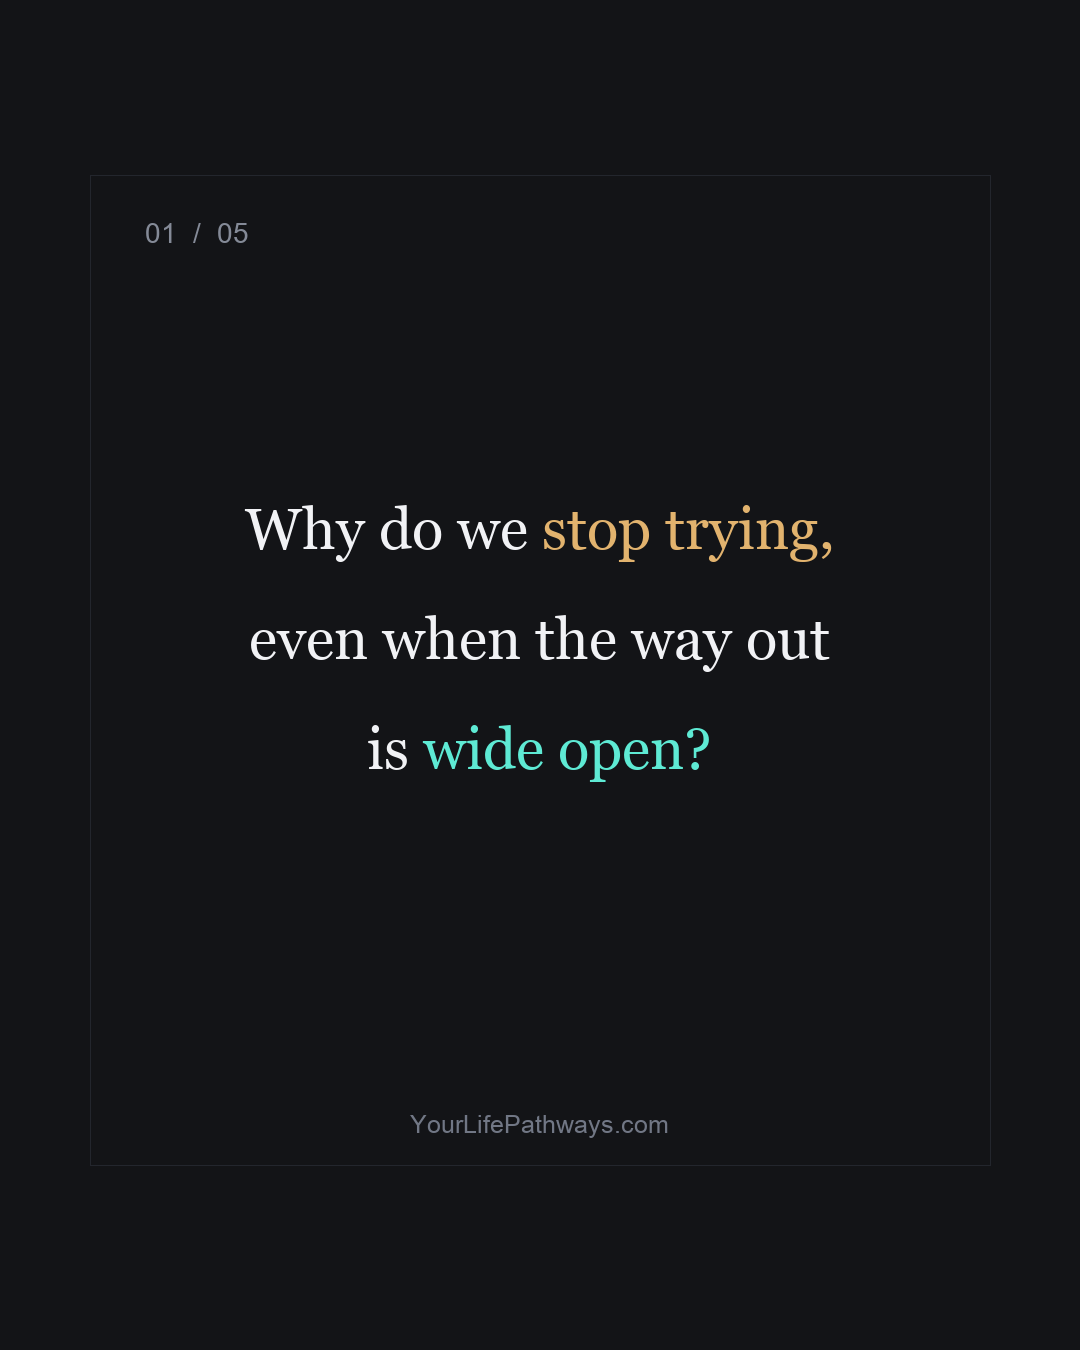 01 / 05
Why do we stop trying,
even when the way out
is wide open?
YourLifePathways.com